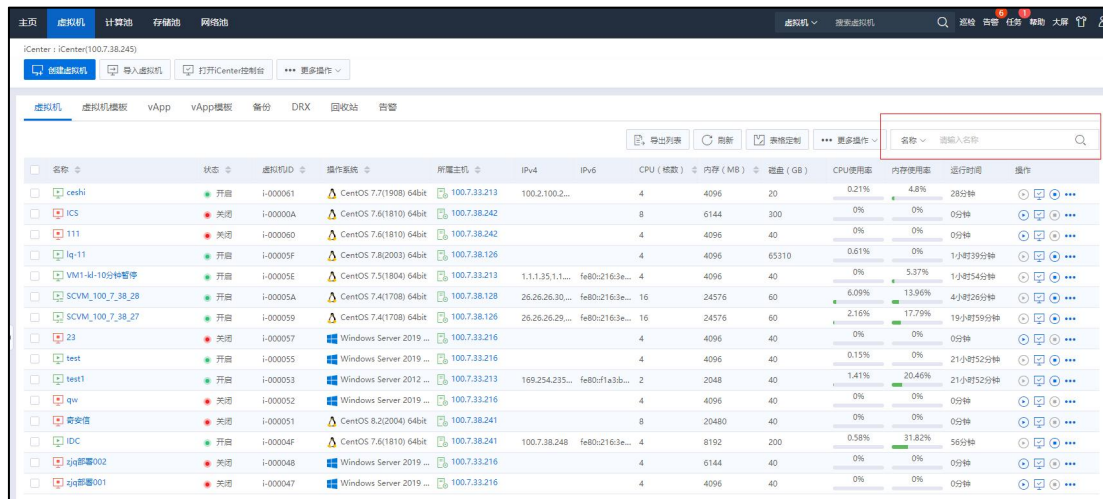 主页 虚拟机 计算池 存储池 网络池 虚拟机 搜索虚拟机 巡检 告警 6 任务 1 帮助 大屏
iCenter : iCenter(100.7.38.245)
创建虚拟机 导入虚拟机 打开iCenter控制台 ••• 更多操作
虚拟机 虚拟机模板 vApp vApp模板 备份 DRX 回收站 告警
导出列表 刷新 表格定制 ••• 更多操作 名称 请输入名称
名称 状态 虚拟机ID 操作系统 所属主机 IPv4 IPv6 CPU（核数） 内存（MB） 磁盘（GB） CPU使用率 内存使用率 运行时间 操作
ceshi 开启 i-000061 CentOS 7.7(1908) 64bit 100.7.33.213 100.2.100.2... 4 4096 20 0.21% 4.8% 28分钟 •••
ICS 关闭 i-00000A CentOS 7.6(1810) 64bit 100.7.38.242 8 6144 300 0% 0% 0分钟 •••
111 关闭 i-000060 CentOS 7.6(1810) 64bit 100.7.38.242 4 4096 40 0% 0% 0分钟 •••
lq-11 开启 i-00005F CentOS 7.8(2003) 64bit 100.7.38.126 4 4096 65310 0.61% 0% 1小时39分钟 •••
VM1-kl-10分钟暂停 开启 i-00005E CentOS 7.5(1804) 64bit 100.7.33.213 1.1.1.35,1.1.... fe80::216:3e... 4 4096 40 0% 5.37% 1小时54分钟 •••
SCVM_100_7_38_28 开启 i-00005A CentOS 7.4(1708) 64bit 100.7.38.128 26.26.26.30,... fe80::216:3e... 16 24576 60 6.09% 13.96% 4小时26分钟 •••
SCVM_100_7_38_27 开启 i-000059 CentOS 7.4(1708) 64bit 100.7.38.126 26.26.26.29,... fe80::216:3e... 16 24576 60 2.16% 17.79% 19小时59分钟 •••
23 关闭 i-000057 Windows Server 2019 ... 100.7.33.216 4 4096 40 0% 0% 0分钟 •••
test 开启 i-000055 Windows Server 2019 ... 100.7.33.216 4 4096 40 0.15% 0% 21小时52分钟 •••
test1 开启 i-000053 Windows Server 2012 ... 100.7.33.213 169.254.235... fe80::f1a3:b... 2 2048 40 1.41% 20.46% 21小时52分钟 •••
qw 关闭 i-000052 Windows Server 2019 ... 100.7.33.216 4 4096 40 0% 0% 0分钟 •••
奇安信 关闭 i-000051 CentOS 8.2(2004) 64bit 100.7.38.241 8 20480 40 0% 0% 0分钟 •••
IDC 开启 i-00004F CentOS 7.6(1810) 64bit 100.7.38.241 100.7.38.248 fe80::216:3e... 4 8192 200 0.58% 31.82% 56分钟 •••
zjq部署002 关闭 i-000048 Windows Server 2019 ... 100.7.33.216 4 6144 40 0% 0% 0分钟 •••
zjq部署001 关闭 i-000047 Windows Server 2019 ... 100.7.33.216 4 4096 40 0% 0% 0分钟 •••